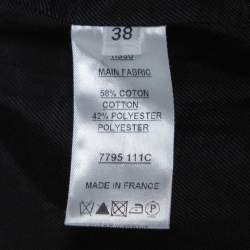 38
MAIN FABRIC
58% COTON
COTTON
42% POLYESTER
POLYESTER
7795 111C
MADE IN FRANCE